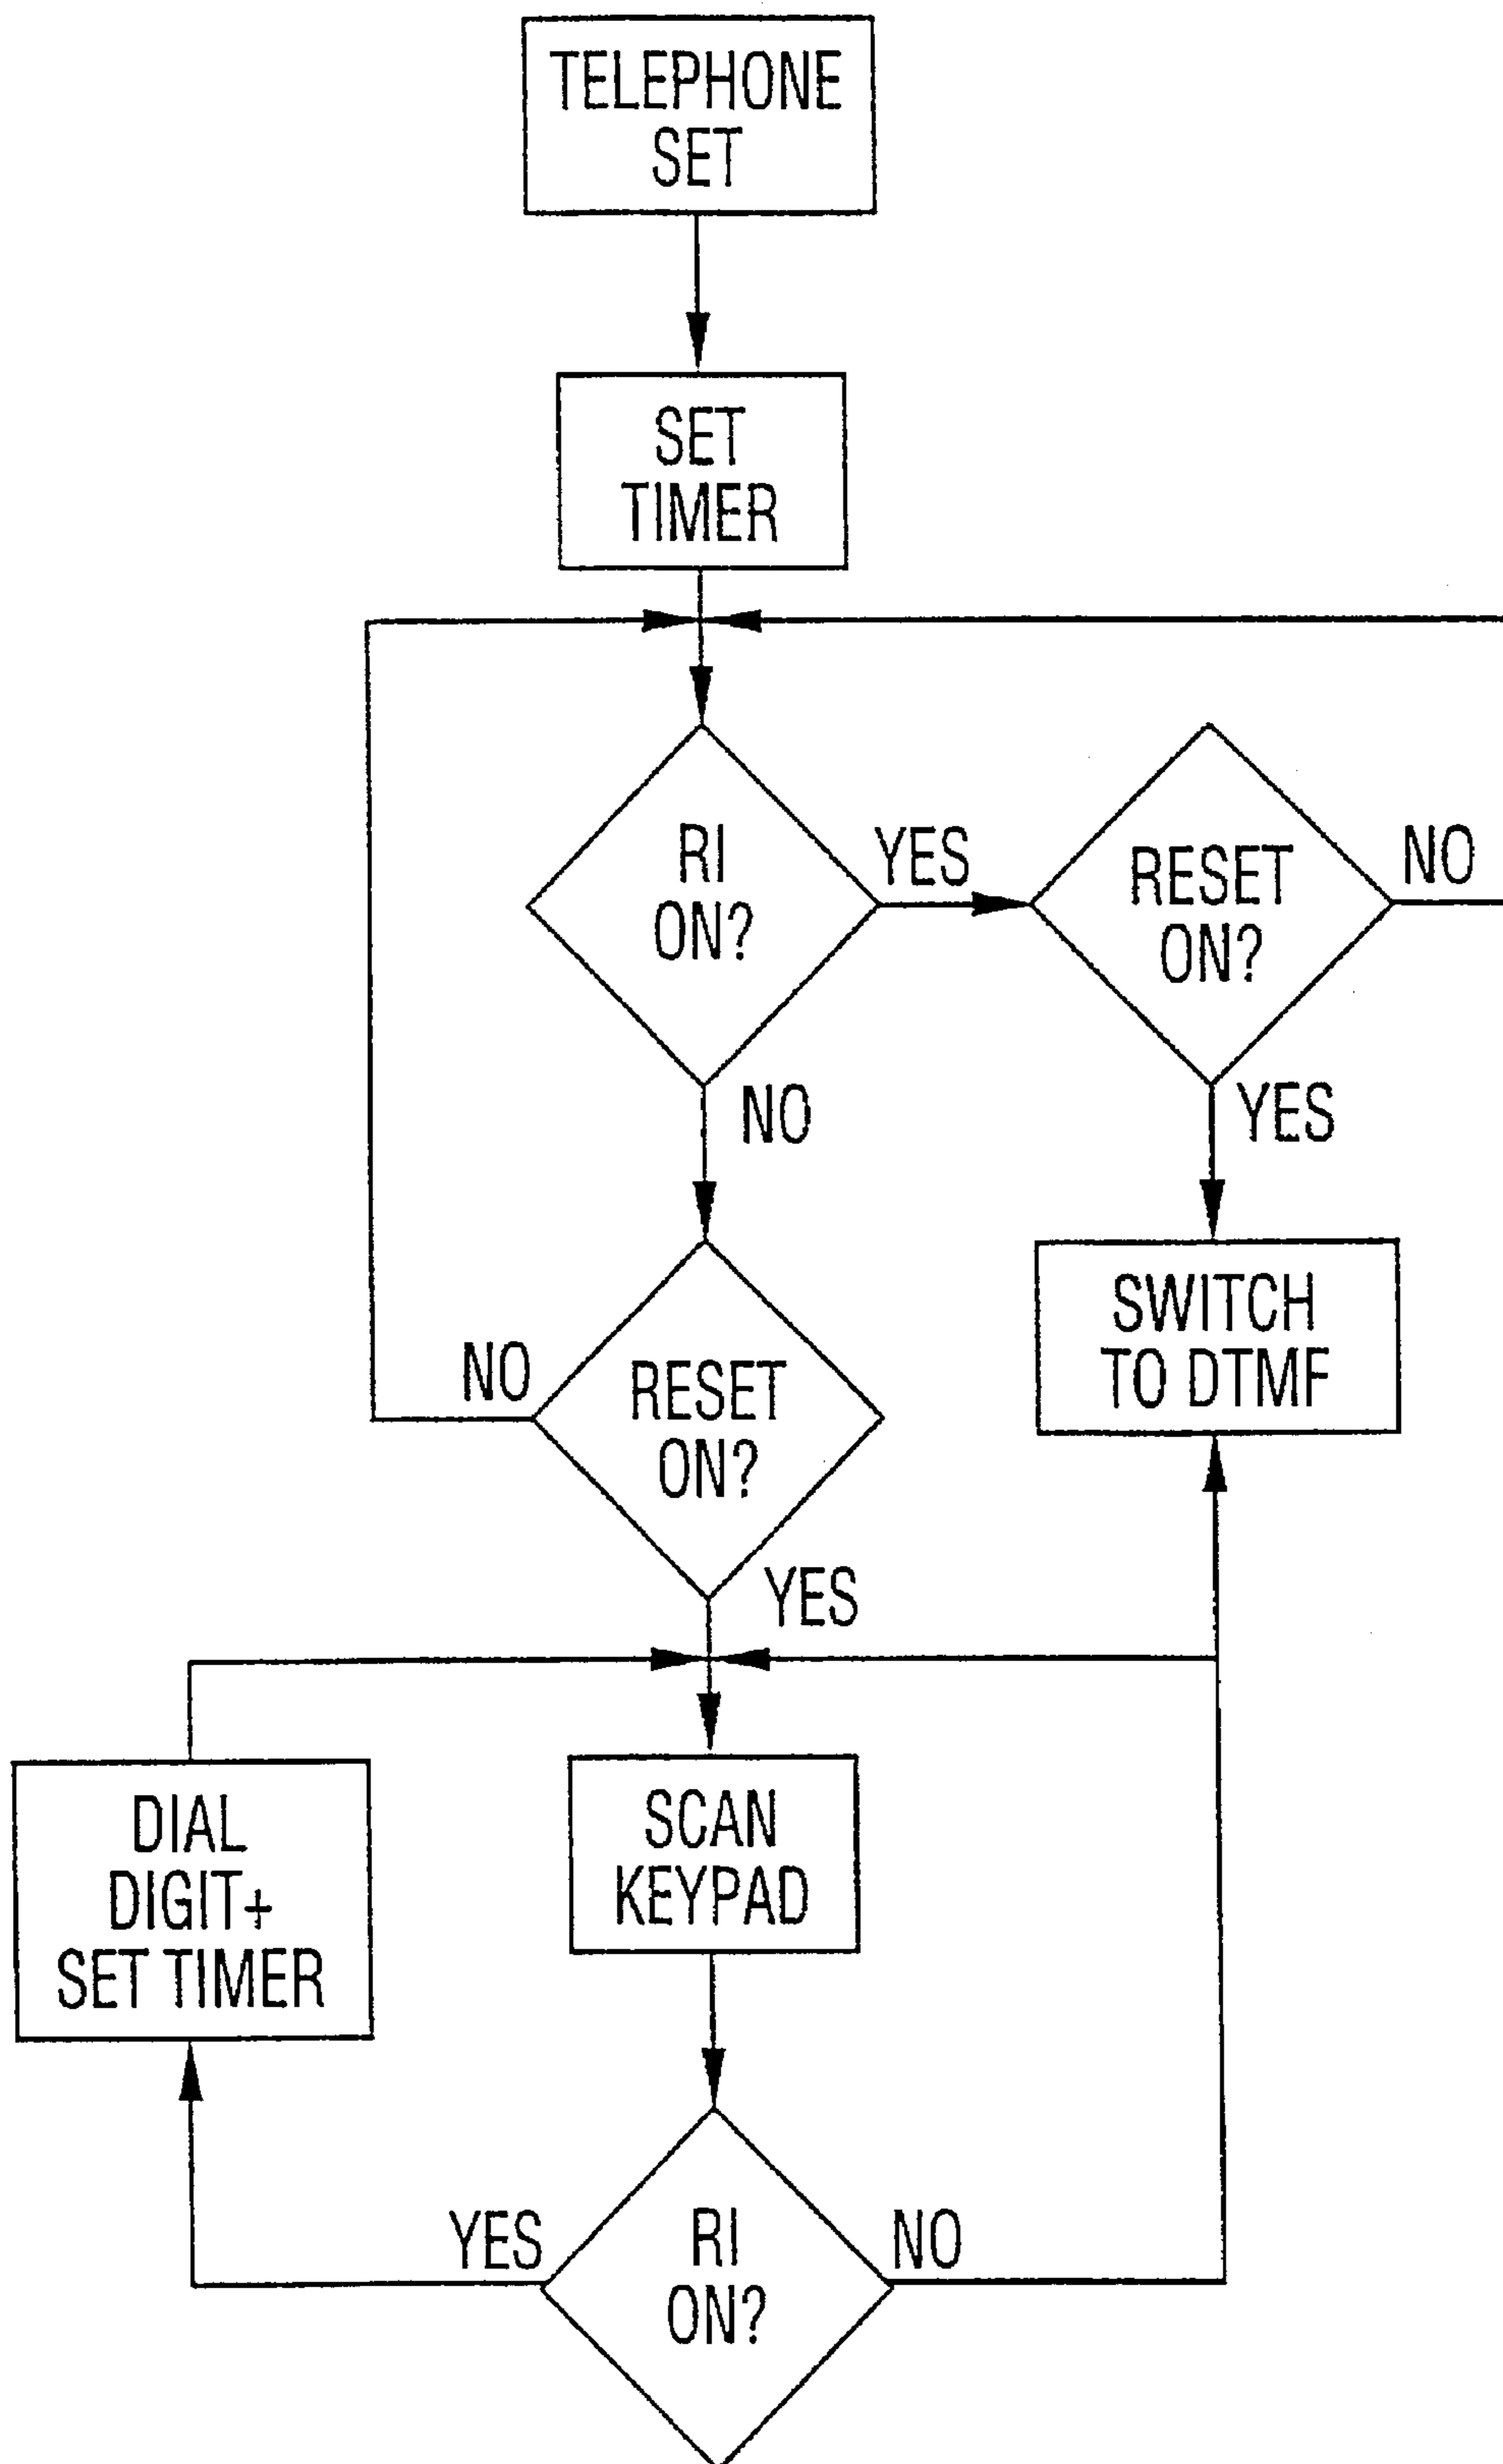 TELEPHONE
SET
SET
TIMER
RI
ON?
YES
RESET
ON?
NO
NO
YES
RESET
ON?
NO
YES
SWITCH
TO DTMF
DIAL
DIGIT+
SET TIMER
SCAN
KEYPAD
RI
ON?
YES
NO